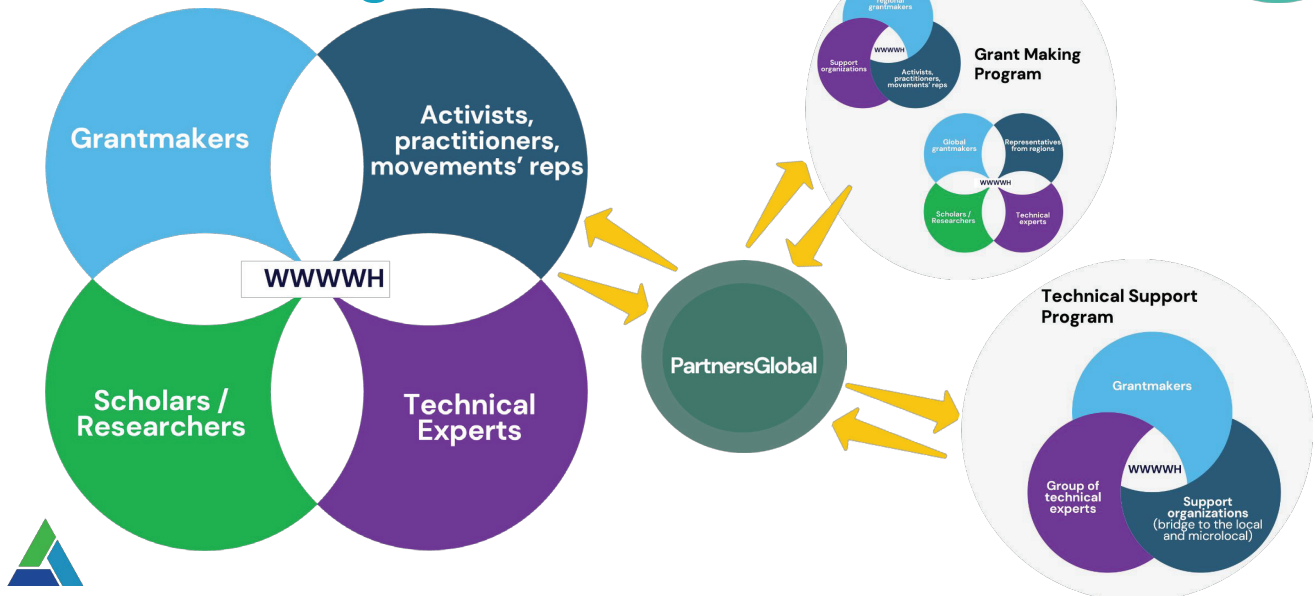 Grantmakers
Activists,
practitioners,
movements' reps
WWWWH
Scholars /
Researchers
Technical
Experts
PartnersGlobal
regional
grantmakers
WWWWH
Support
organizations
Activists,
practitioners,
movements' reps
Grant Making
Program
Global
grantmakers
Representatives
from regions
WWWWH
Scholars /
Researchers
Technical
experts
Technical Support
Program
Grantmakers
WWWWH
Group of
technical
experts
Support
organizations
(bridge to the local
and microlocal)